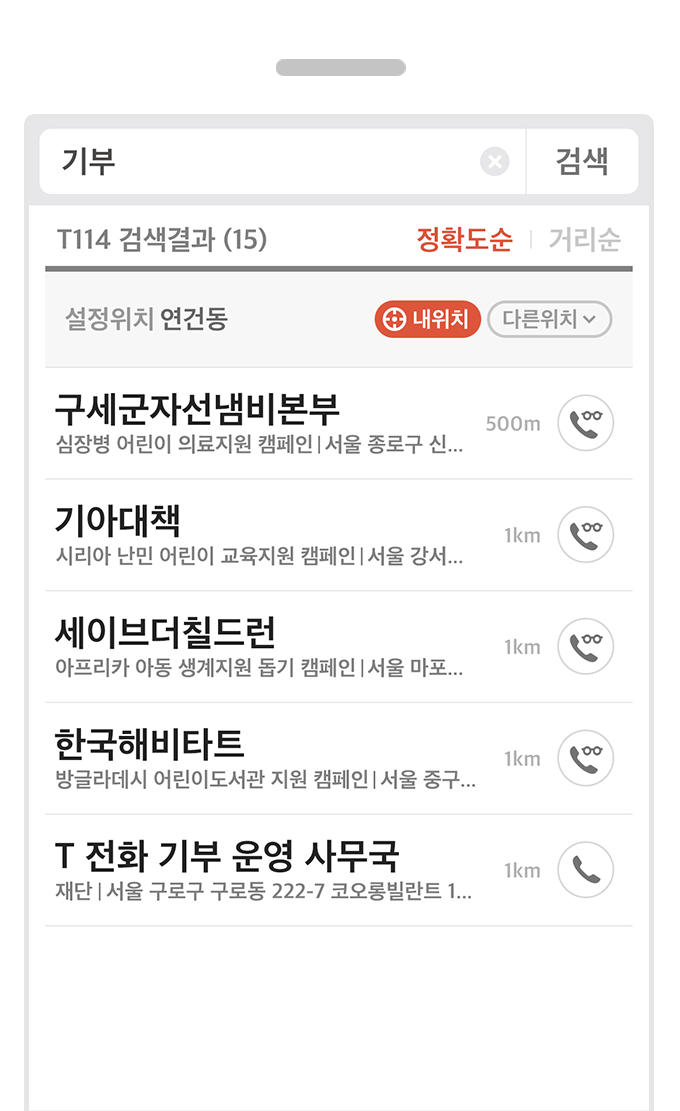 기부
검색
T114 검색결과 (15)
정확도순 | 거리순
설정위치 연건동
내위치
다른위치
구세군자선냄비본부
심장병 어린이 의료지원 캠페인 | 서울 종로구 신...
500m
기아대책
시리아 난민 어린이 교육지원 캠페인 | 서울 강서...
1km
세이브더칠드런
아프리카 아동 생계지원 돕기 캠페인 | 서울 마포...
1km
한국해비타트
방글라데시 어린이도서관 지원 캠페인 | 서울 중구...
1km
T 전화 기부 운영 사무국
재단 | 서울 구로구 구로동 222-7 코오롱빌란트 1...
1km